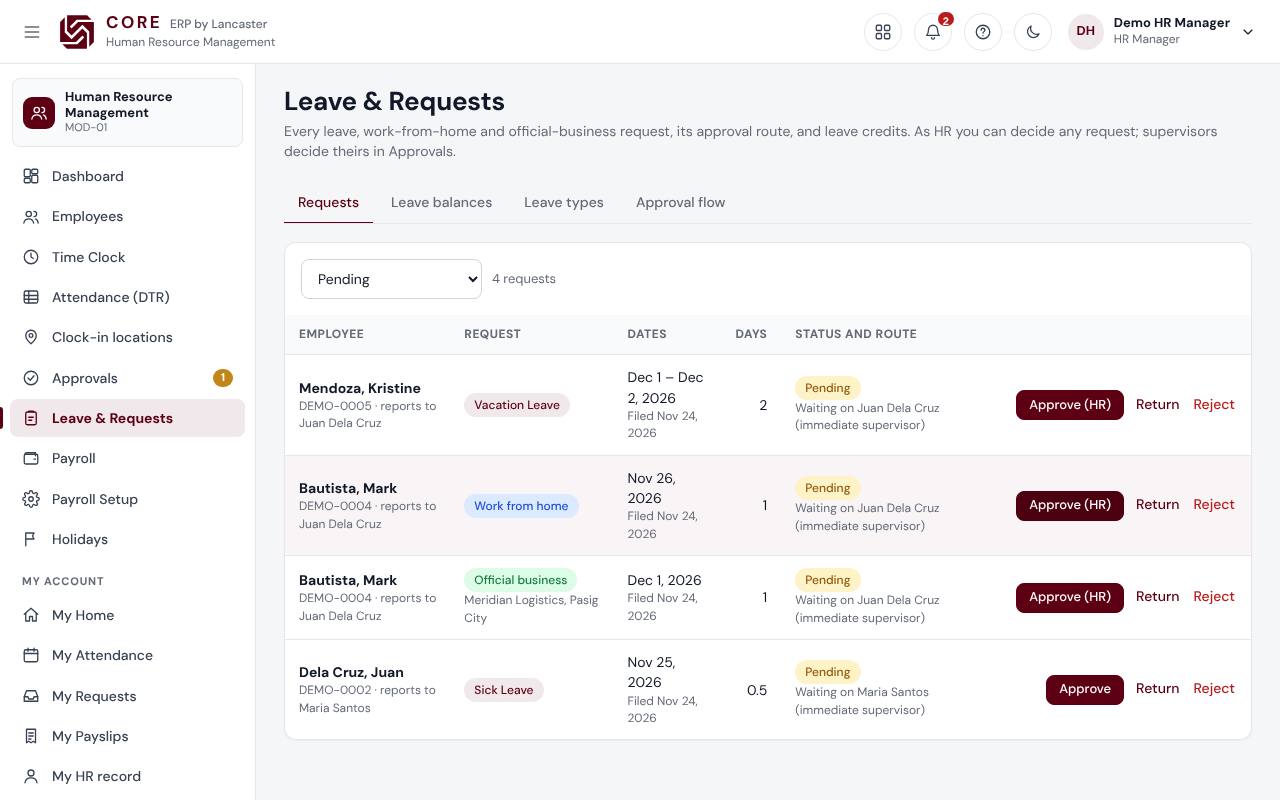 CORE ERP by Lancaster
Human Resource Management
2
DH
Demo HR Manager
HR Manager
Human Resource
Management
MOD-01
Dashboard
Employees
Time Clock
Attendance (DTR)
Clock-in locations
Approvals 1
Leave & Requests
Payroll
Payroll Setup
Holidays
MY ACCOUNT
My Home
My Attendance
My Requests
My Payslips
My HR record
Leave & Requests
Every leave, work-from-home and official-business request, its approval route, and leave credits. As HR you can decide any request; supervisors
decide theirs in Approvals.
Requests Leave balances Leave types Approval flow
Pending 4 requests
EMPLOYEE REQUEST DATES DAYS STATUS AND ROUTE
Mendoza, Kristine
DEMO-0005 · reports to
Juan Dela Cruz
Vacation Leave
Dec 1 – Dec
2, 2026
Filed Nov 24,
2026
2
Pending
Waiting on Juan Dela Cruz
(immediate supervisor)
Approve (HR) Return Reject
Bautista, Mark
DEMO-0004 · reports to
Juan Dela Cruz
Work from home
Nov 26,
2026
Filed Nov 24,
2026
1
Pending
Waiting on Juan Dela Cruz
(immediate supervisor)
Approve (HR) Return Reject
Bautista, Mark
DEMO-0004 · reports to
Juan Dela Cruz
Official business
Meridian Logistics, Pasig
City
Dec 1, 2026
Filed Nov 24,
2026
1
Pending
Waiting on Juan Dela Cruz
(immediate supervisor)
Approve (HR) Return Reject
Dela Cruz, Juan
DEMO-0002 · reports to
Maria Santos
Sick Leave
Nov 25,
2026
Filed Nov 24,
2026
0.5
Pending
Waiting on Maria Santos
(immediate supervisor)
Approve Return Reject